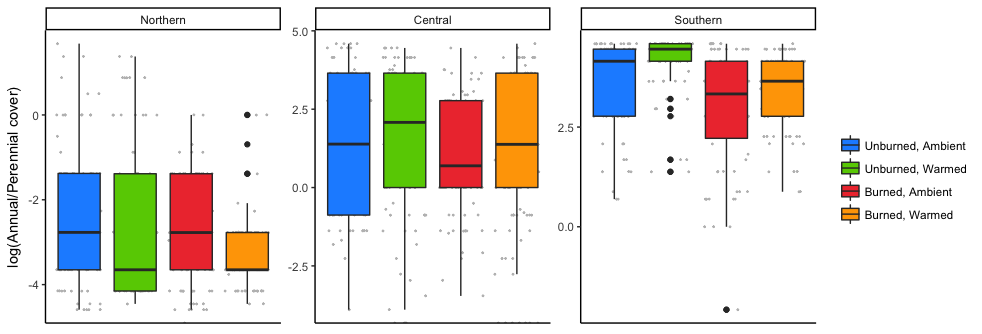 Northern
Central
Southern
log(Annual/Perennial cover)
0
-2
-4
5.0
2.5
0.0
-2.5
2.5
0.0
Unburned, Ambient
Unburned, Warmed
Burned, Ambient
Burned, Warmed